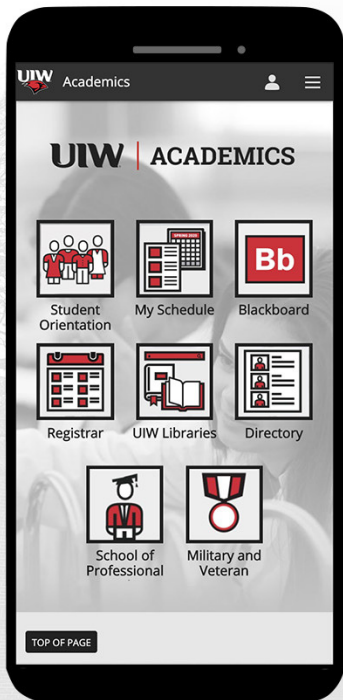 UIW Academics
UIW | ACADEMICS
SPRING 2023
Bb
Student
Orientation
My Schedule
Blackboard
Registrar
UIW Libraries
Directory
School of
Professional
Military and
Veteran
TOP OF PAGE